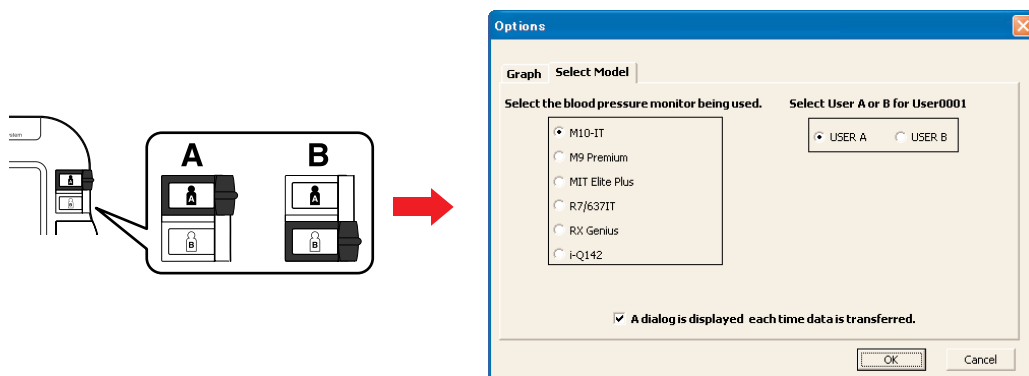 Options
Graph
Select Model
Select the blood pressure monitor being used.
Select User A or B for User0001
M10-IT
M9 Premium
MIT Elite Plus
R7/637IT
RX Genius
i-Q142
USER A
USER B
A dialog is displayed each time data is transferred.
OK
Cancel
A
B
A
B
A
B
A
B